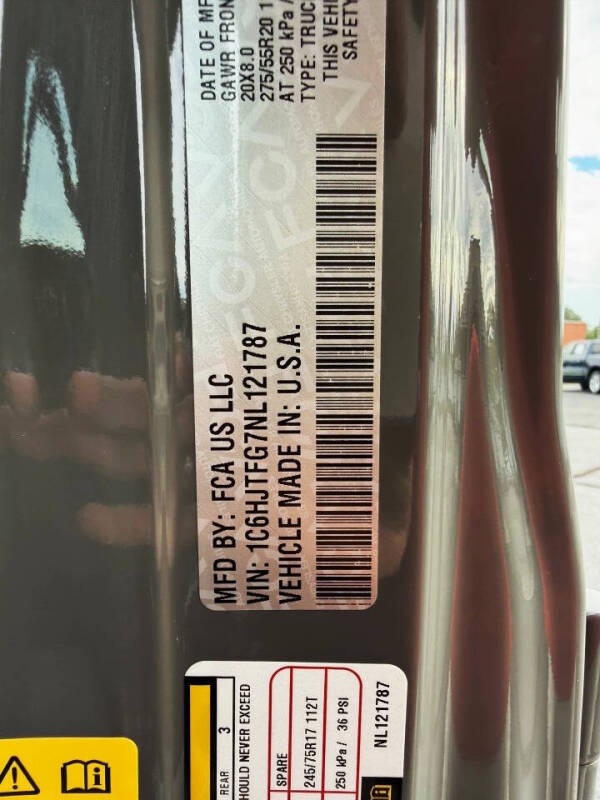 MFD BY: FCA US LLC
VIN: 1C6HJTFG7NL121787
VEHICLE MADE IN: U.S.A.
DATE OF MF
GAWR FRON
20X8.0
275/55R20 1
AT 250 kPa /
TYPE: TRUC
THIS VEHI
SAFETY
REAR 3
HOULD NEVER EXCEED
SPARE
245/75R17 112T
250 kPa / 36 PSI
NL121787